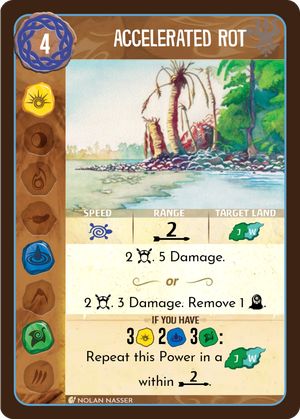 4 ACCELERATED ROT
SPEED RANGE TARGET LAND
2 J W
2 . 5 Damage.
or
2 . 3 Damage. Remove 1 .
IF YOU HAVE
3 2 3 :
Repeat this Power in a J W
within 2 .
NOLAN NASSER